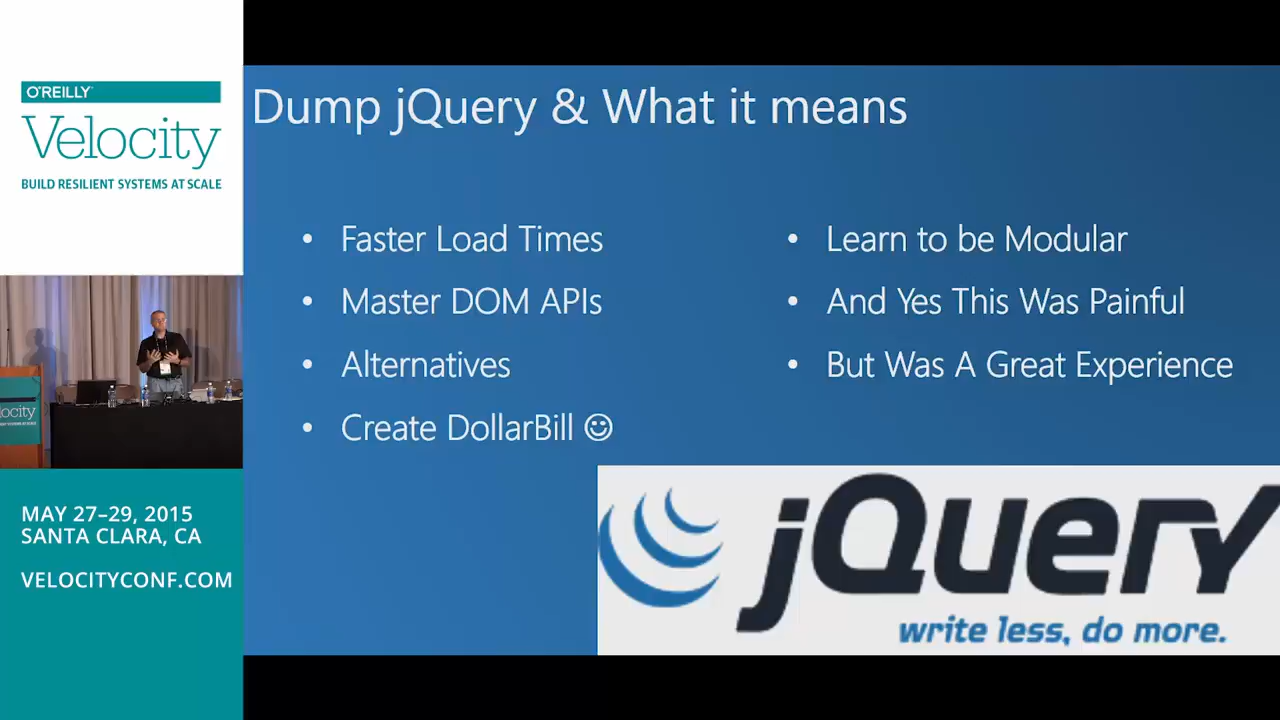 O'REILLY
Velocity
BUILD RESILIENT SYSTEMS AT SCALE
locity
MAY 27–29, 2015
SANTA CLARA, CA
VELOCITYCONF.COM
Dump jQuery & What it means
• Faster Load Times
• Master DOM APIs
• Alternatives
• Create DollarBill ☺
• Learn to be Modular
• And Yes This Was Painful
• But Was A Great Experience
jQuery
write less, do more.